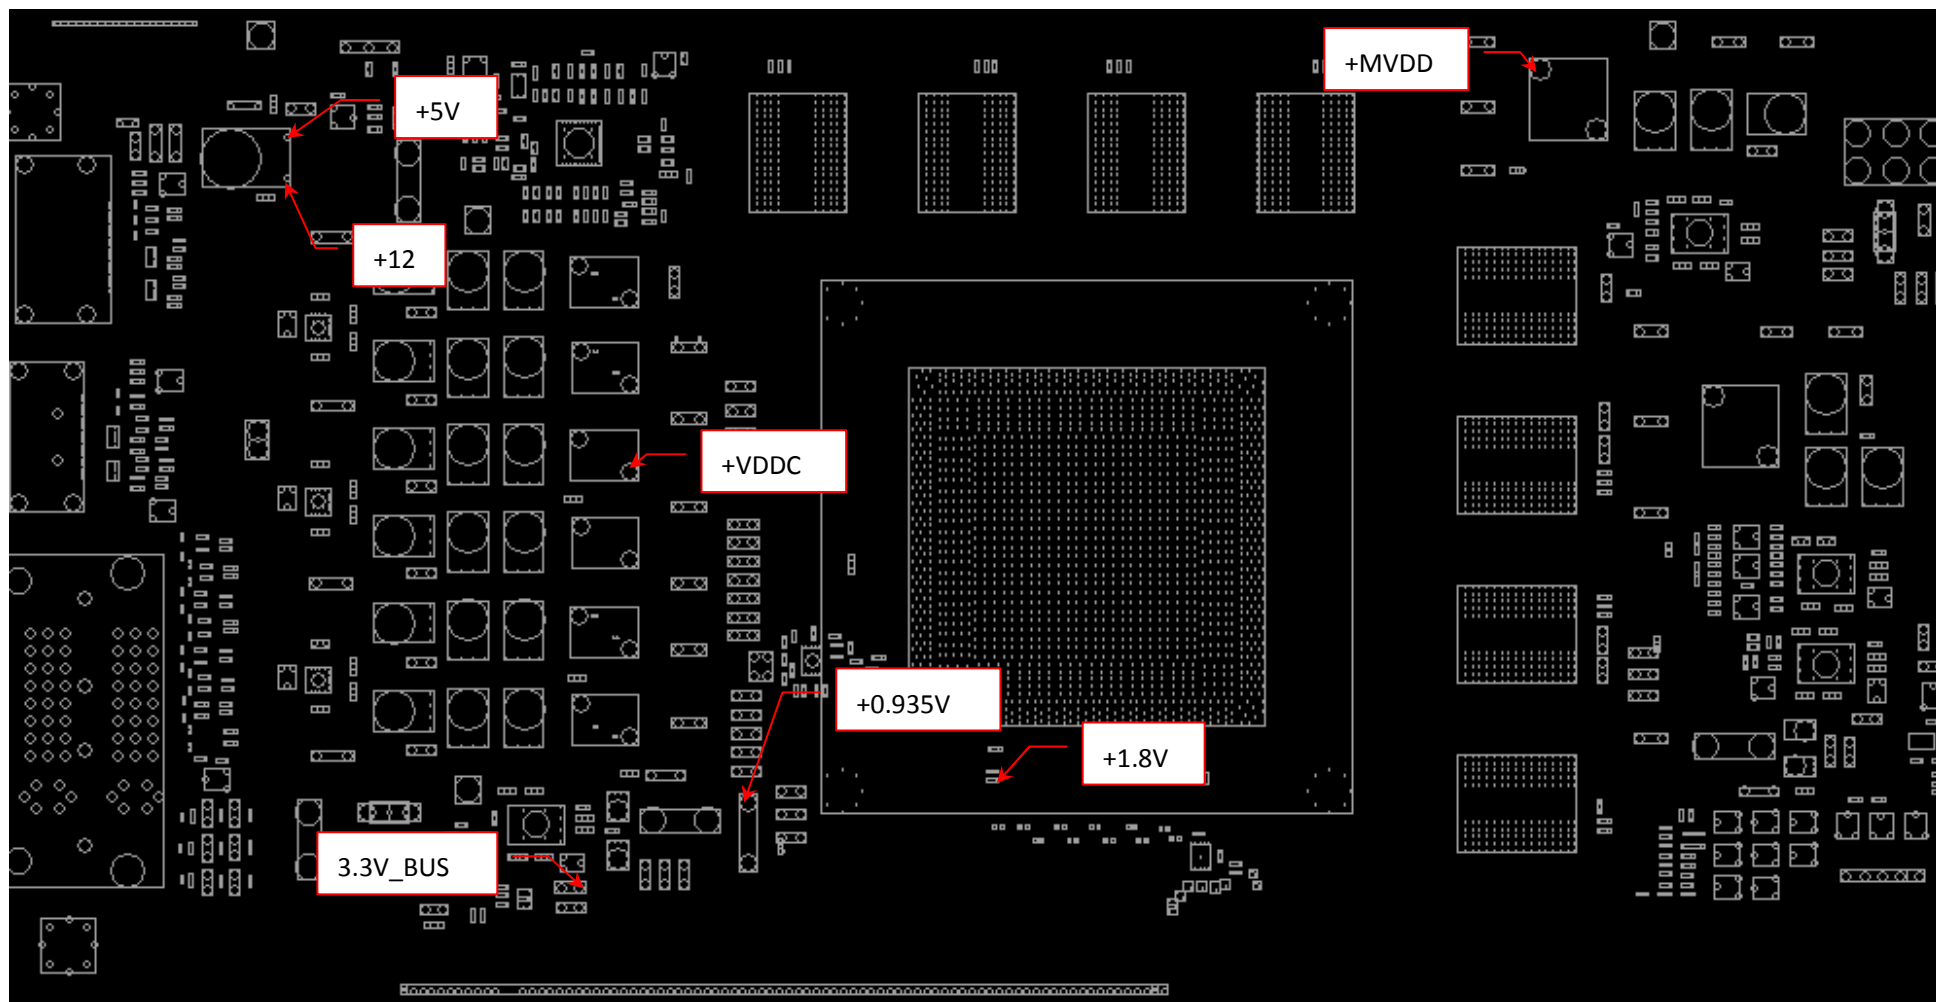 +MVDD
+5V
+12
+VDDC
+0.935V
+1.8V
3.3V_BUS